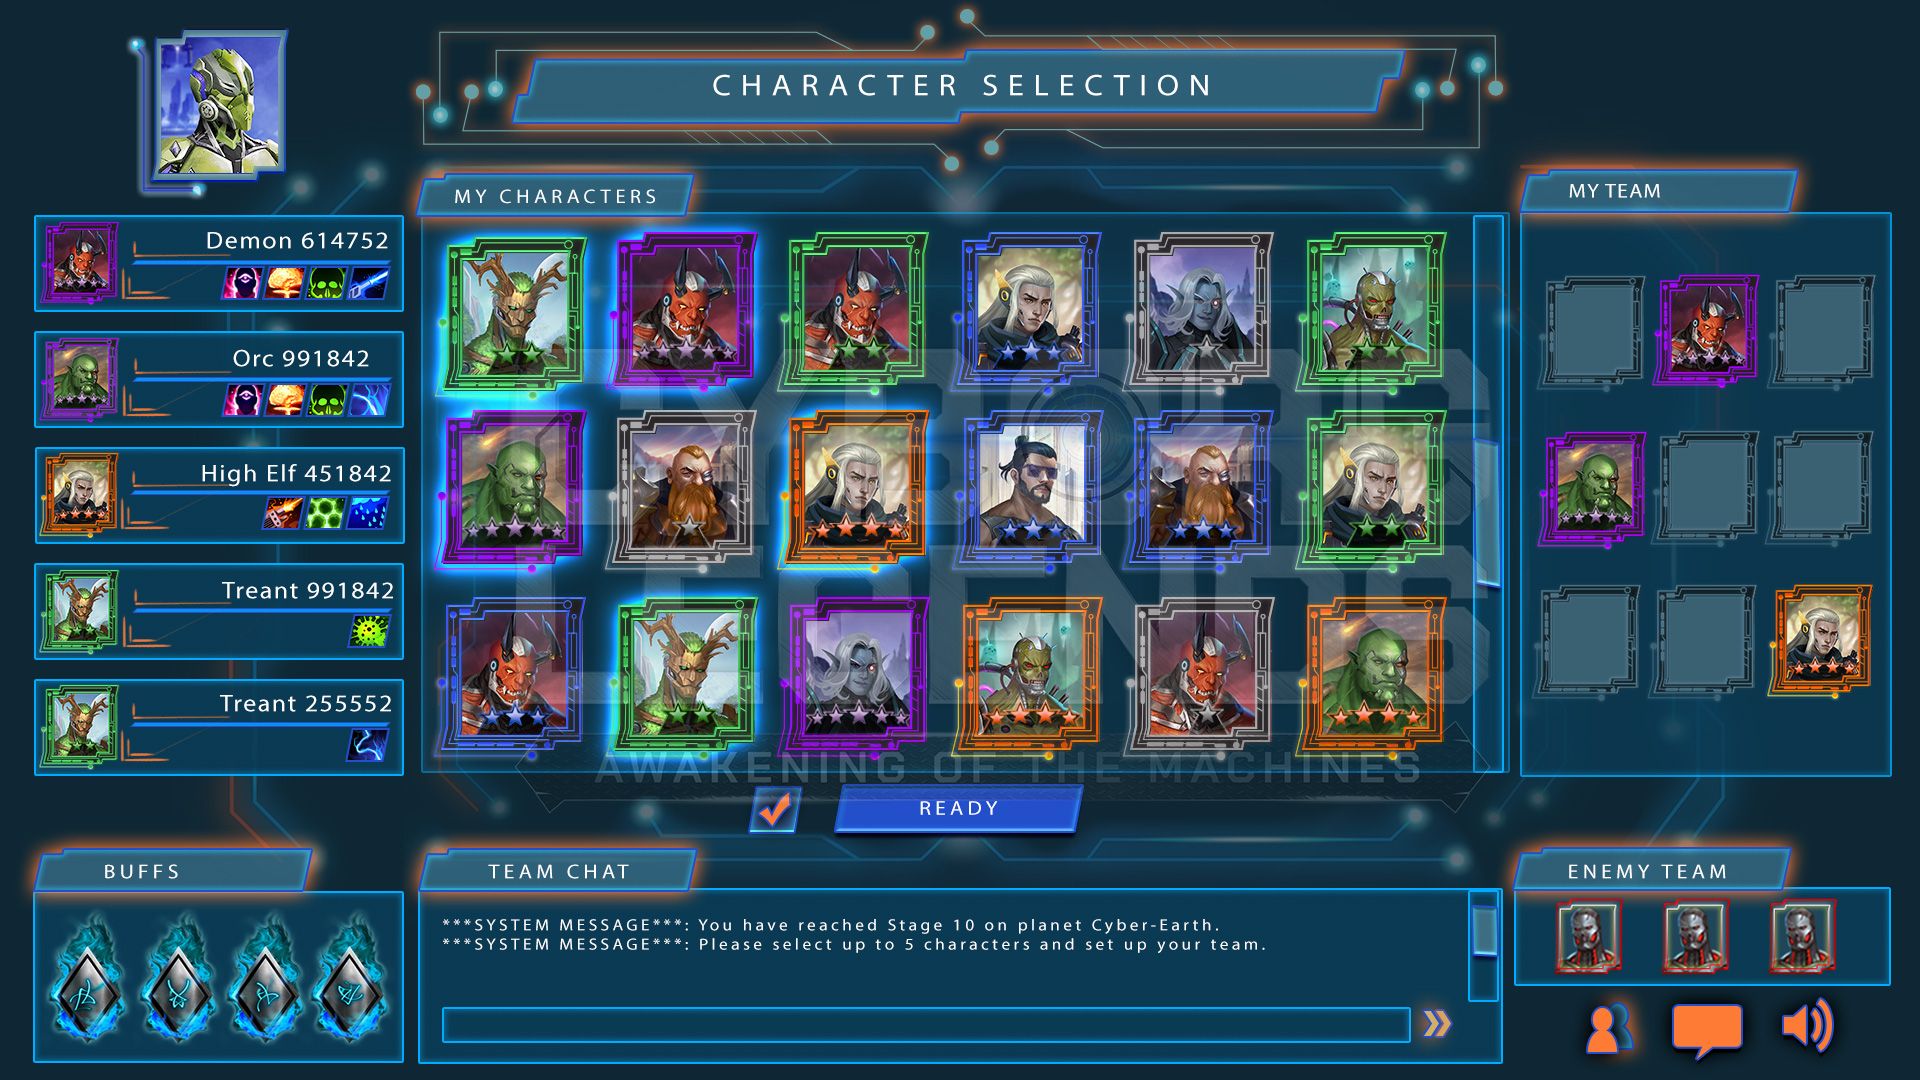 CHARACTER SELECTION
MY CHARACTERS
MY TEAM
Demon 614752
Orc 991842
High Elf 451842
Treant 991842
Treant 255552
CYBORG
LEGENDS
AWAKENING OF THE MACHINES
READY
BUFFS
TEAM CHAT
***SYSTEM MESSAGE***: You have reached Stage 10 on planet Cyber-Earth.
***SYSTEM MESSAGE***: Please select up to 5 characters and set up your team.
ENEMY TEAM